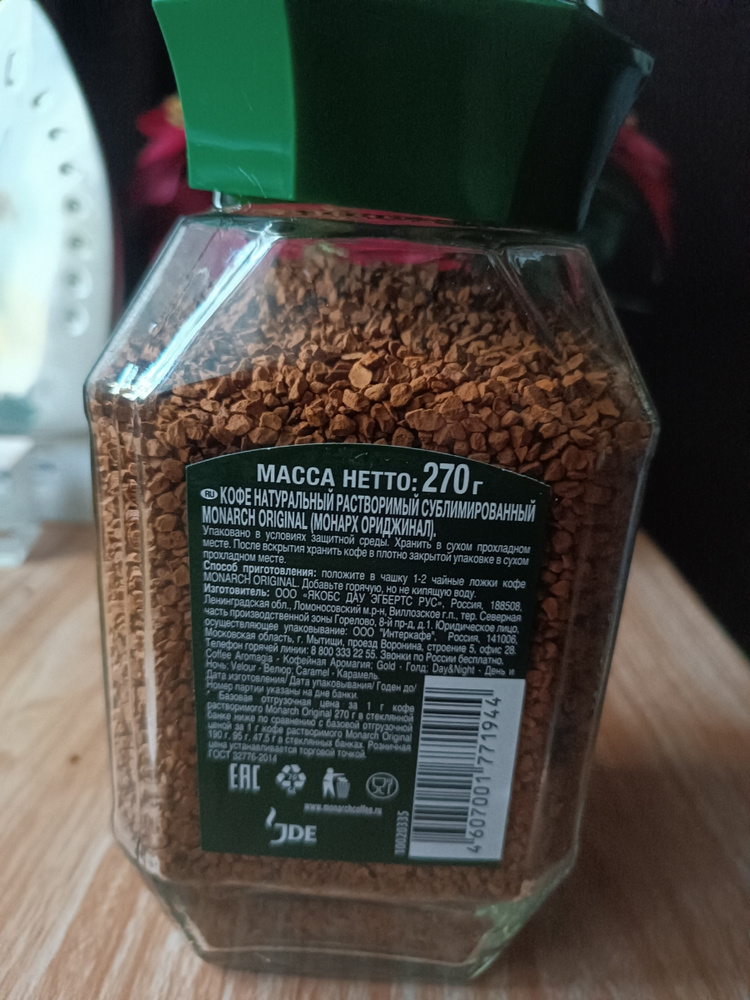 МАССА НЕТТО: 270 г
RU КОФЕ НАТУРАЛЬНЫЙ РАСТВОРИМЫЙ СУБЛИМИРОВАННЫЙ
MONARCH ORIGINAL (МОНАРХ ОРИДЖИНАЛ).
Упаковано в условиях защитной среды. Хранить в сухом прохладном
месте. После вскрытия хранить кофе в плотно закрытой упаковке в сухом
прохладном месте.
Способ приготовления: положите в чашку 1-2 чайные ложки кофе
MONARCH ORIGINAL. Добавьте горячую, но не кипящую воду.
Изготовитель: ООО «ЯКОБС ДАУ ЭГБЕРТС РУС», Россия, 188508,
Ленинградская обл., Ломоносовский м.р-н, Виллозское г.п., тер. Северная
часть производственной зоны Горелово, 8-й пр-д, д.1. Юридическое лицо,
осуществляющее упаковывание: ООО "Интеркафе", Россия, 141006,
Московская область, г. Мытищи, проезд Воронина, строение 5, офис 28.
Телефон горячей линии: 8 800 333 22 55. Звонки по России бесплатно.
Coffee Aromagia - Кофейная Аромагия; Gold - Голд; Day&Night - День и
Ночь; Velour - Велюр; Caramel - Карамель.
Дата изготовления/ Дата упаковывания/ Годен до/
Номер партии указаны на дне банки.
* Базовая отгрузочная цена за 1 г кофе
растворимого Monarch Original 270 г в стеклянной
банке ниже по сравнению с базовой отгрузочной
ценой за 1 г кофе растворимого Monarch Original
190 г, 95 г, 47,5 г в стеклянных банках. Розничная
цена устанавливается торговой точкой.
ГОСТ 32776-2014
EAC
www.monarchcoffee.ru
JDE
10020335
4 607001 771944